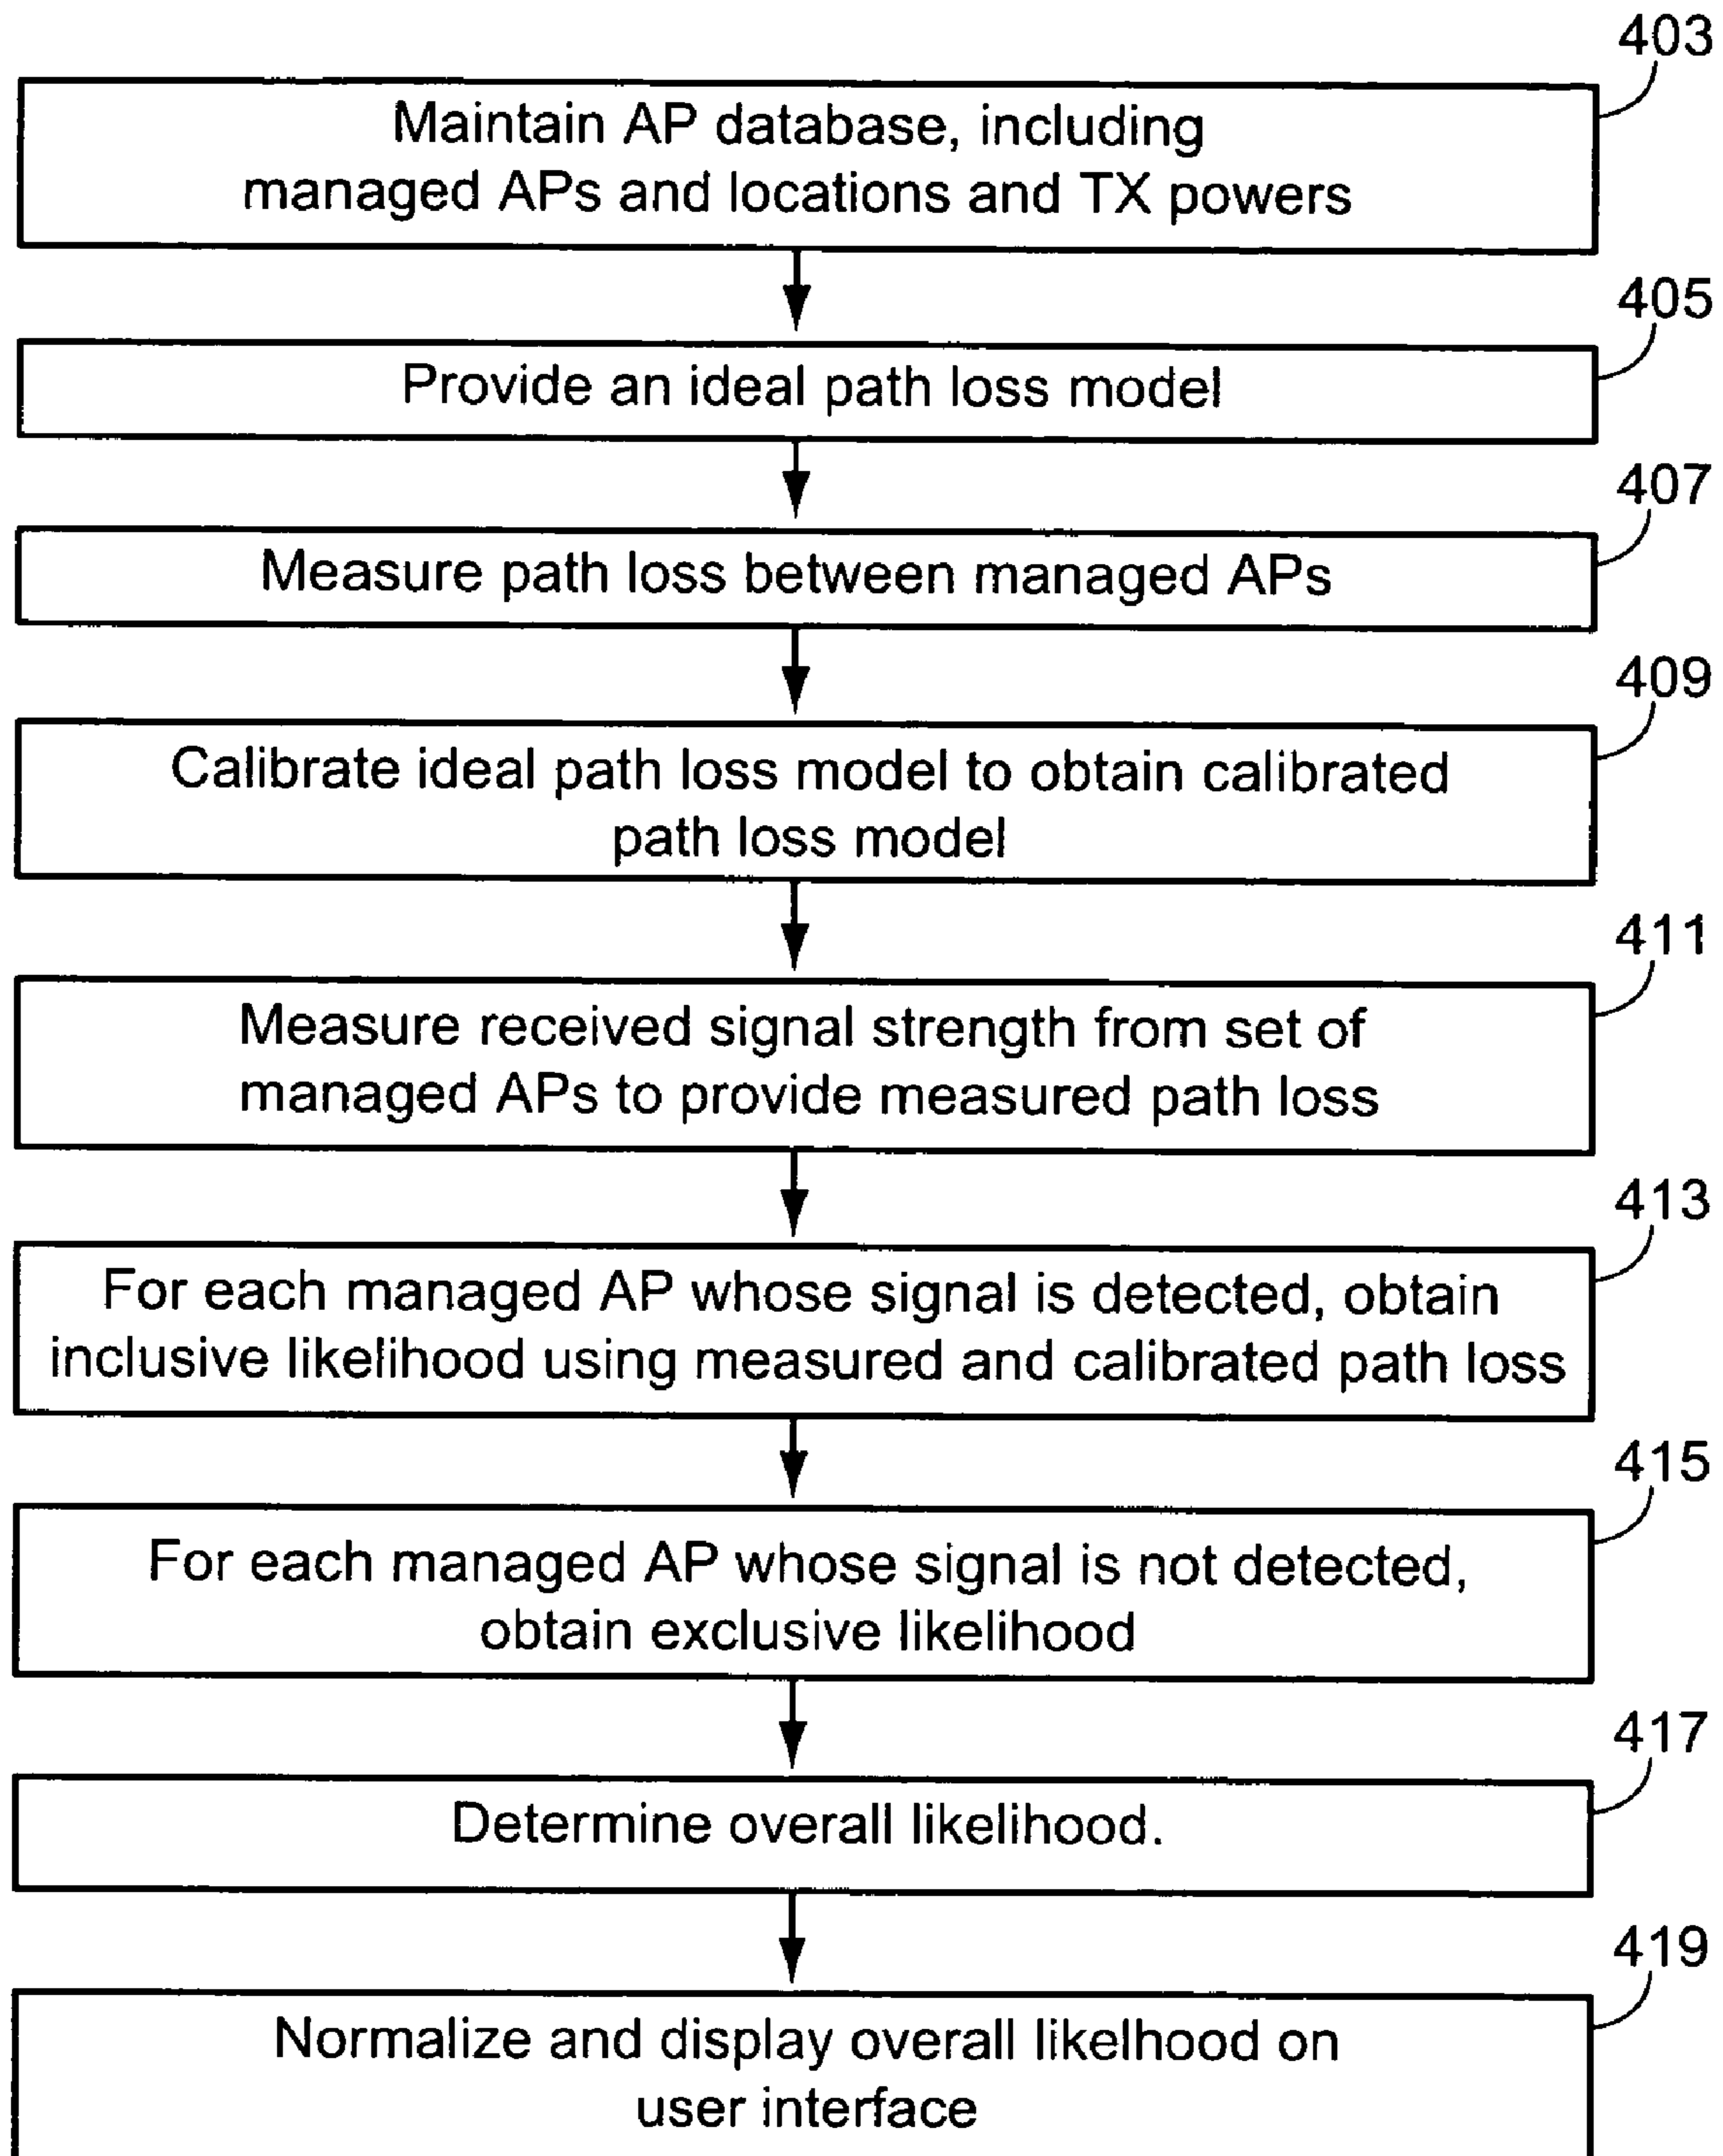 403
Maintain AP database, including
managed APs and locations and TX powers
405
Provide an ideal path loss model
407
Measure path loss between managed APs
409
Calibrate ideal path loss model to obtain calibrated
path loss model
411
Measure received signal strength from set of
managed APs to provide measured path loss
413
For each managed AP whose signal is detected, obtain
inclusive likelihood using measured and calibrated path loss
415
For each managed AP whose signal is not detected,
obtain exclusive likelihood
417
Determine overall likelihood.
419
Normalize and display overall likelhood on
user interface